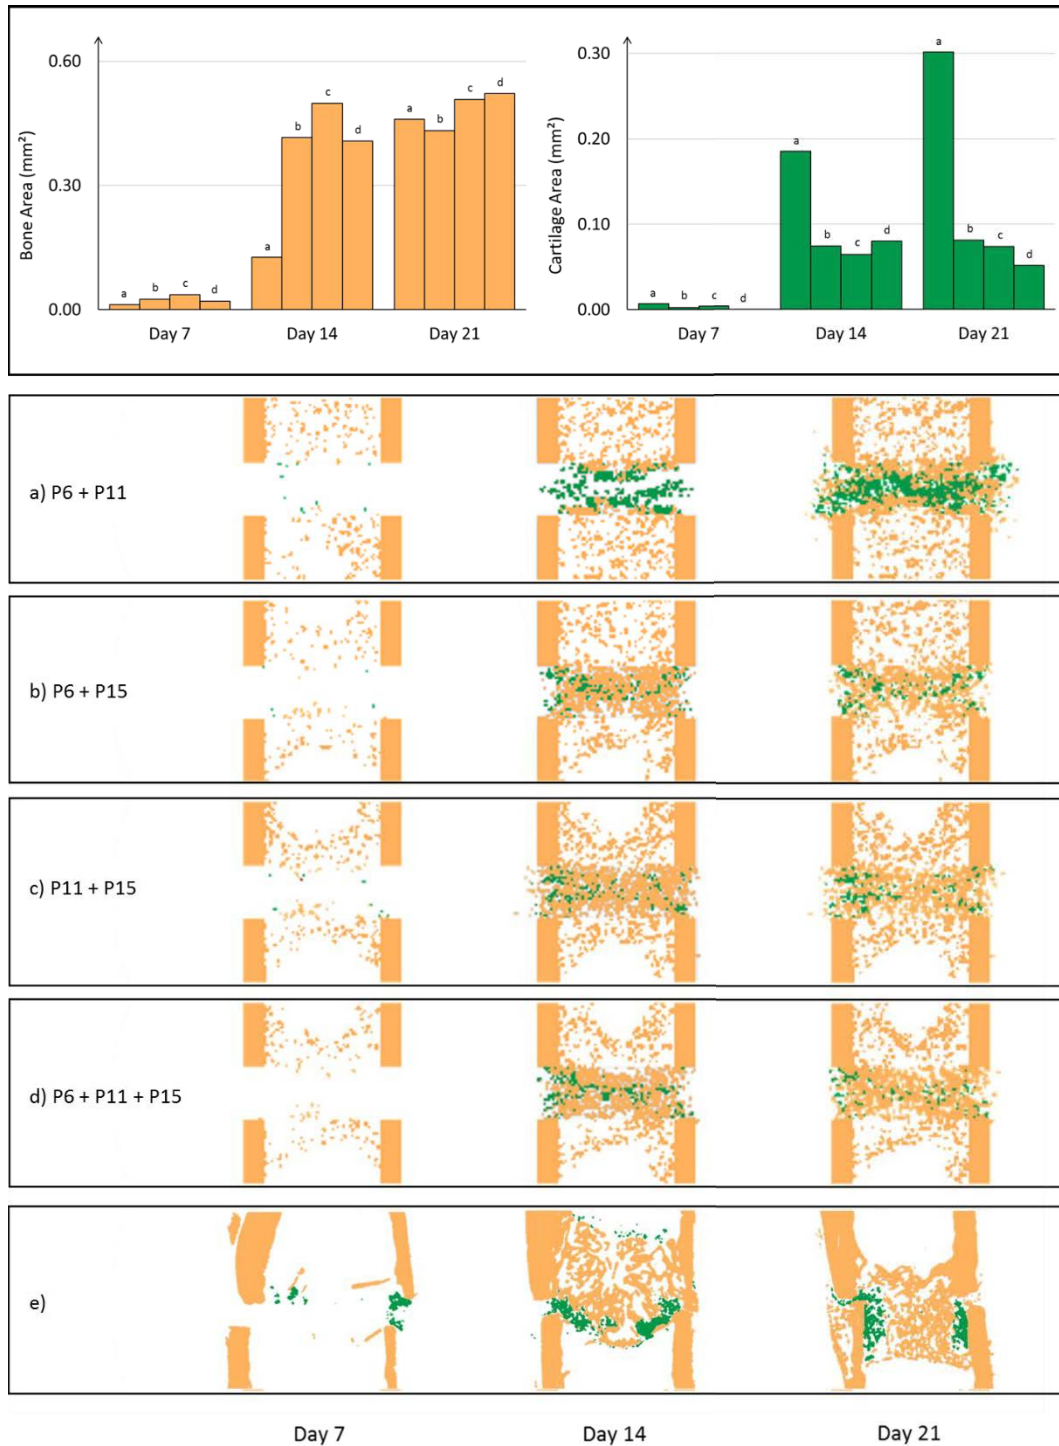 0.60
0.30
0.00
Bone Area (mm²)
a b c d
a b c d
a b c d
Day 7 Day 14 Day 21
0.30
0.20
0.10
0.00
Cartilage Area (mm²)
a b c d
a b c d
a b c d
Day 7 Day 14 Day 21
a) P6 + P11
b) P6 + P15
c) P11 + P15
d) P6 + P11 + P15
e)
Day 7 Day 14 Day 21